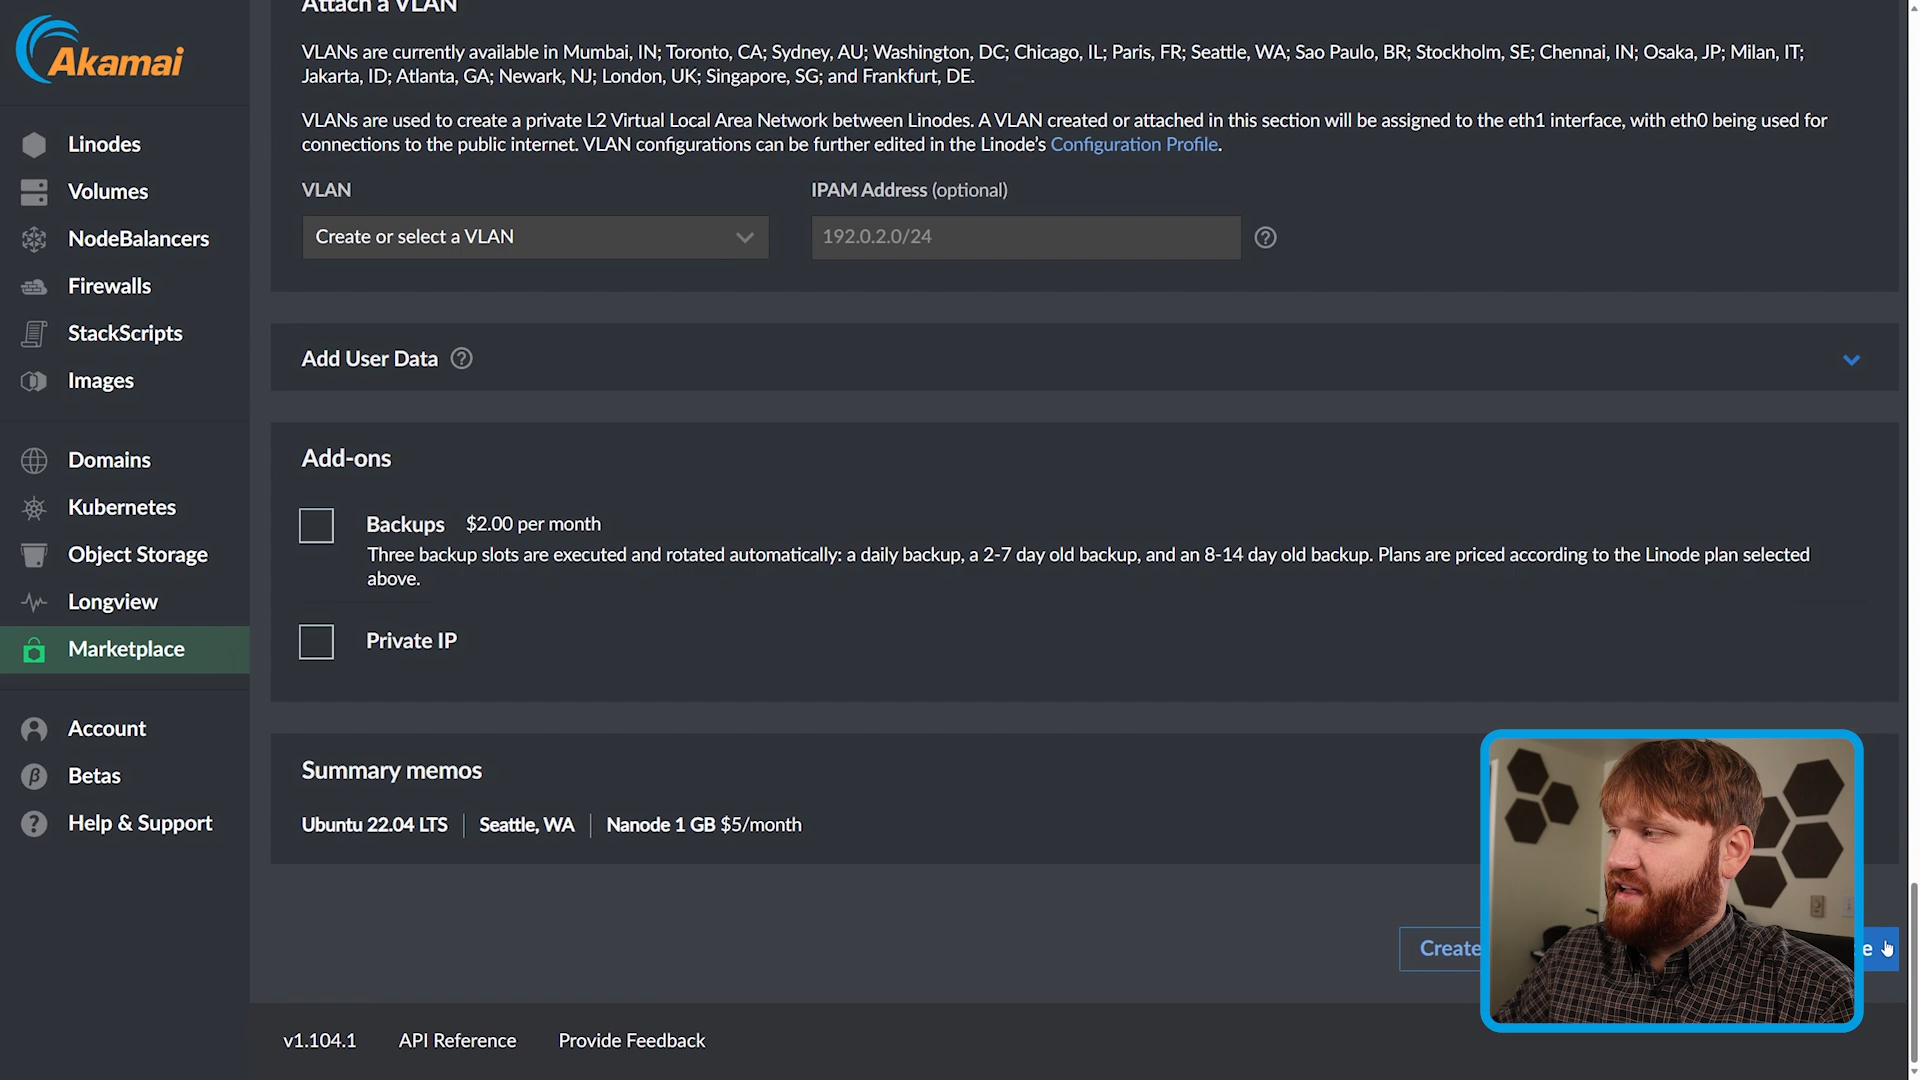 Akamai
Linodes
Volumes
NodeBalancers
Firewalls
StackScripts
Images
Domains
Kubernetes
Object Storage
Longview
Marketplace
Account
Betas
Help & Support
Attach a VLAN
VLANs are currently available in Mumbai, IN; Toronto, CA; Sydney, AU; Washington, DC; Chicago, IL; Paris, FR; Seattle, WA; Sao Paulo, BR; Stockholm, SE; Chennai, IN; Osaka, JP; Milan, IT;
Jakarta, ID; Atlanta, GA; Newark, NJ; London, UK; Singapore, SG; and Frankfurt, DE.
VLANs are used to create a private L2 Virtual Local Area Network between Linodes. A VLAN created or attached in this section will be assigned to the eth1 interface, with eth0 being used for
connections to the public internet. VLAN configurations can be further edited in the Linode's Configuration Profile.
VLAN
IPAM Address (optional)
Create or select a VLAN
192.0.2.0/24
Add User Data
Add-ons
Backups $2.00 per month
Three backup slots are executed and rotated automatically: a daily backup, a 2-7 day old backup, and an 8-14 day old backup. Plans are priced according to the Linode plan selected
above.
Private IP
Summary memos
Ubuntu 22.04 LTS | Seattle, WA | Nanode 1 GB $5/month
Create
v1.104.1
API Reference
Provide Feedback